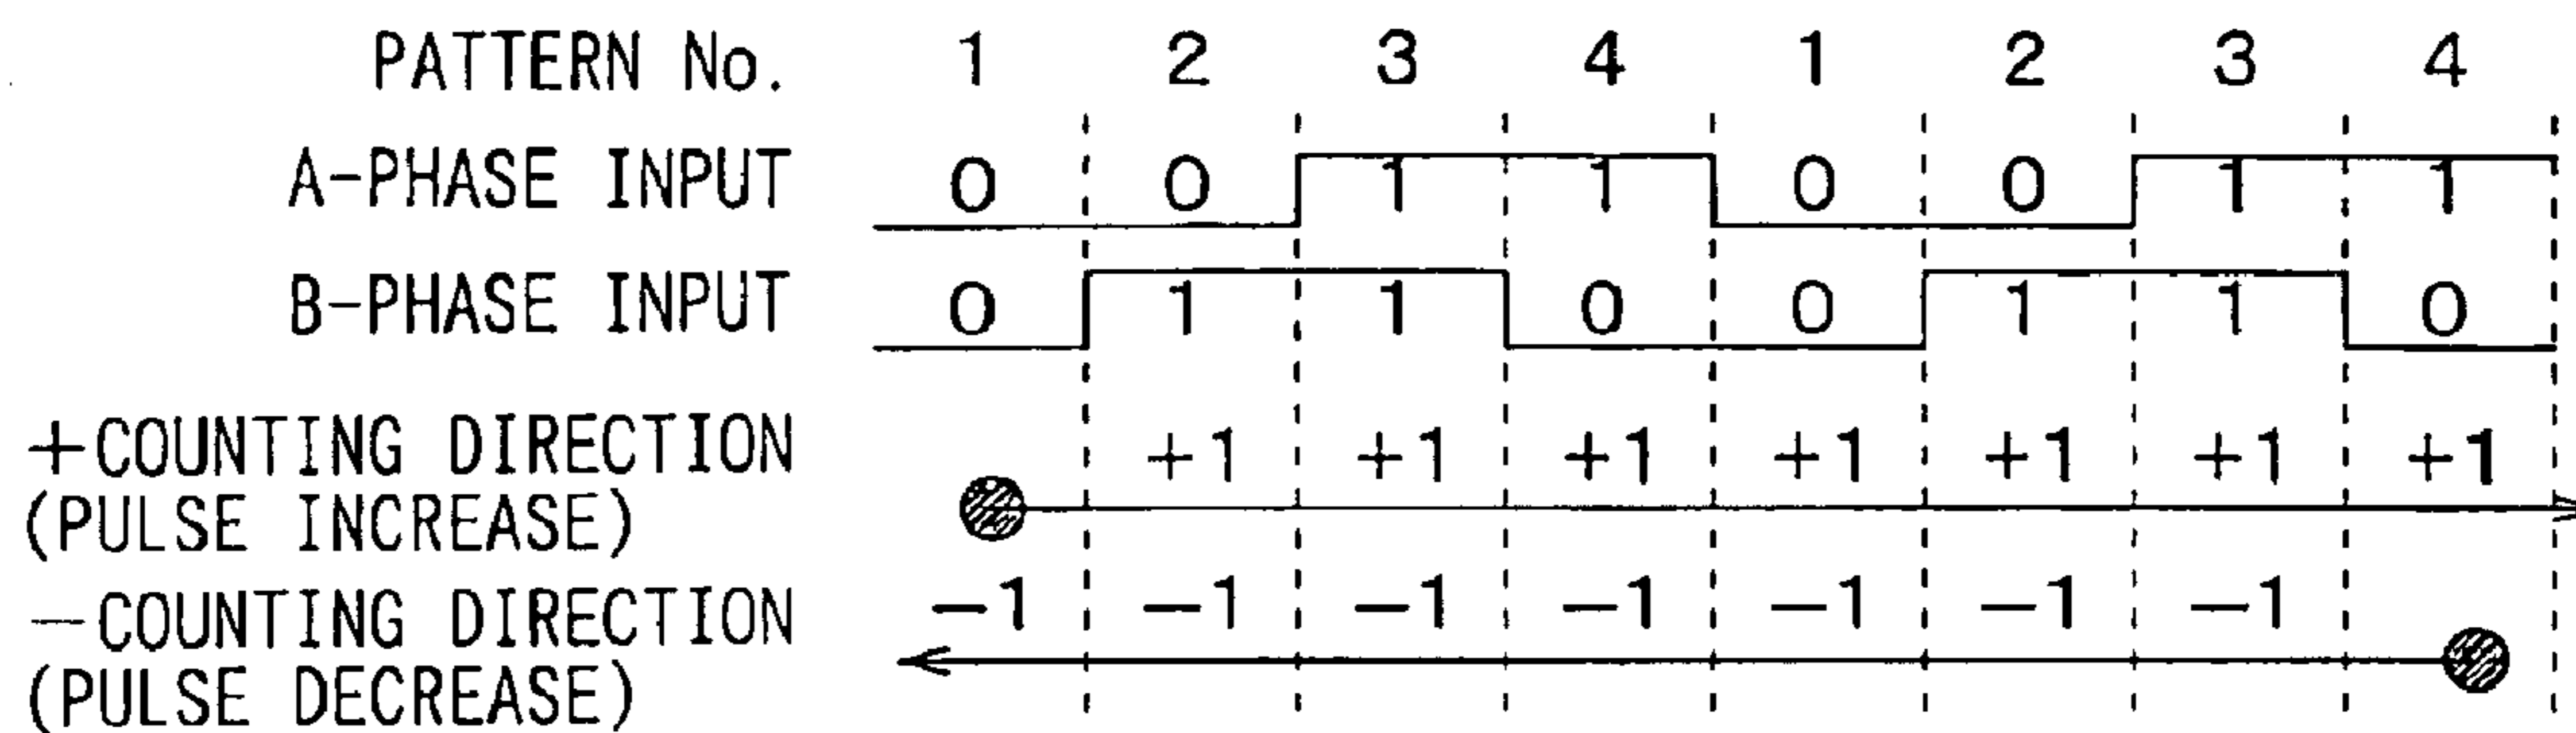 PATTERN No. 1 2 3 4 1 2 3 4
A-PHASE INPUT 0 0 1 1 0 0 1 1
B-PHASE INPUT 0 1 1 0 0 1 1 0
+COUNTING DIRECTION +1 +1 +1 +1 +1 +1 +1
(PULSE INCREASE)
−COUNTING DIRECTION −1 −1 −1 −1 −1 −1 −1
(PULSE DECREASE)